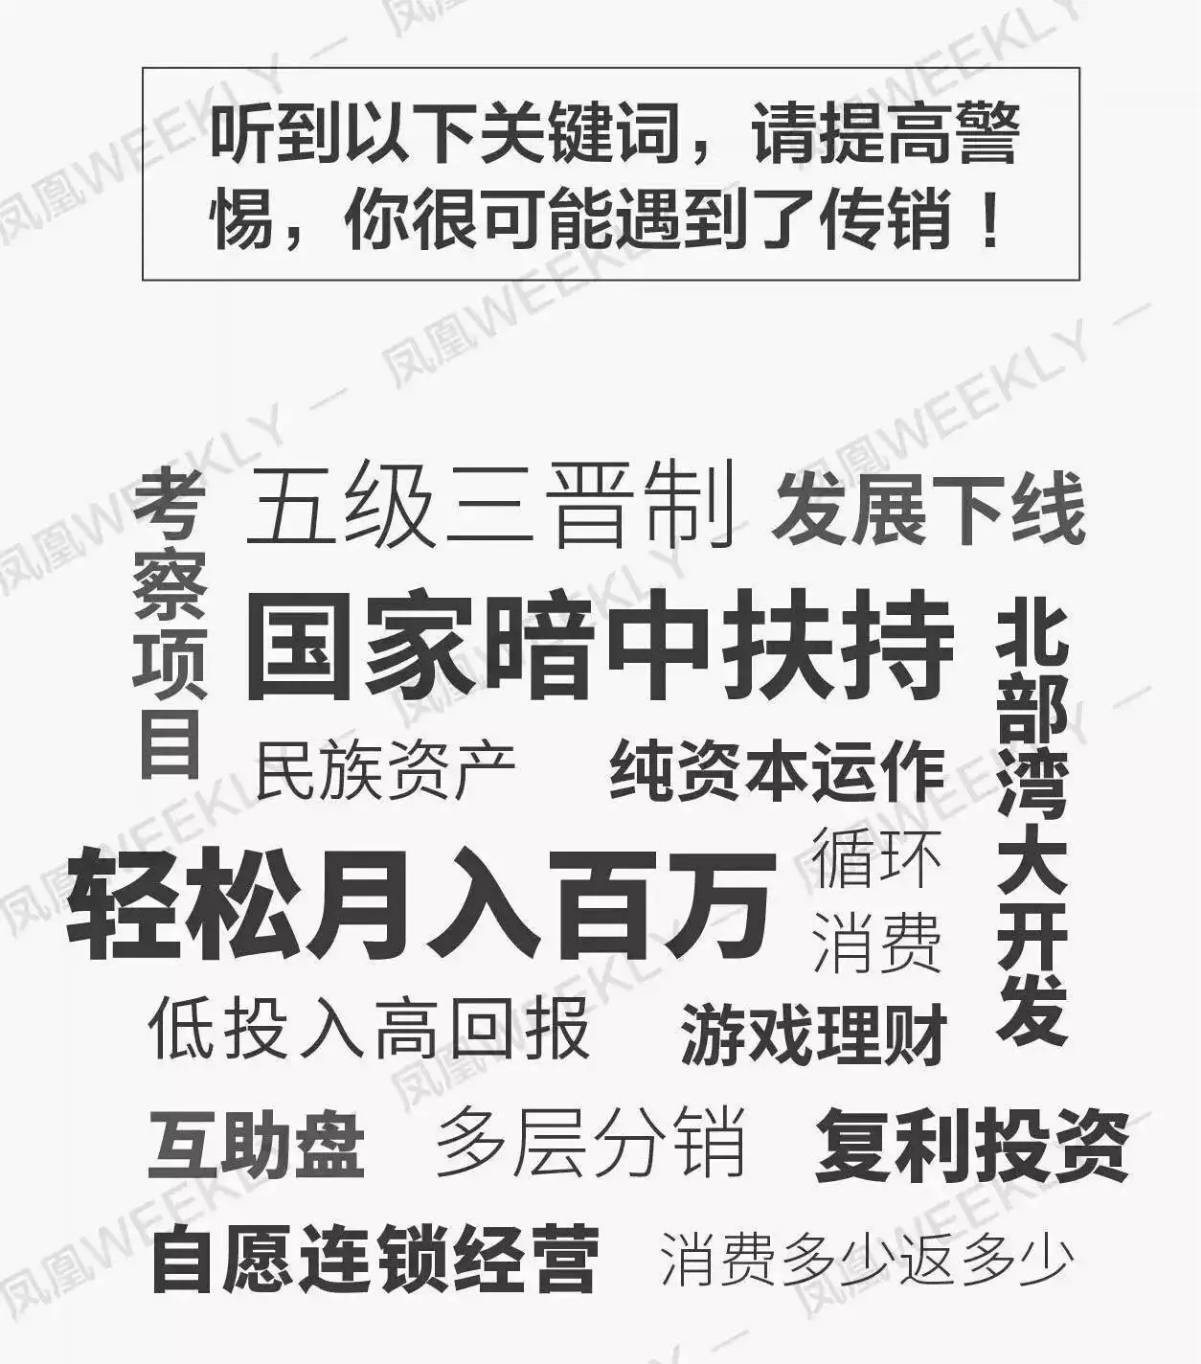 听到以下关键词，请提高警
惕，你很可能遇到了传销！
考察项目
五级三晋制
发展下线
国家暗中扶持
北部湾大开发
民族资产
纯资本运作
轻松月入百万
循环
消费
低投入高回报
游戏理财
互助盘
多层分销
复利投资
自愿连锁经营
消费多少返多少
凤凰WEEKLY